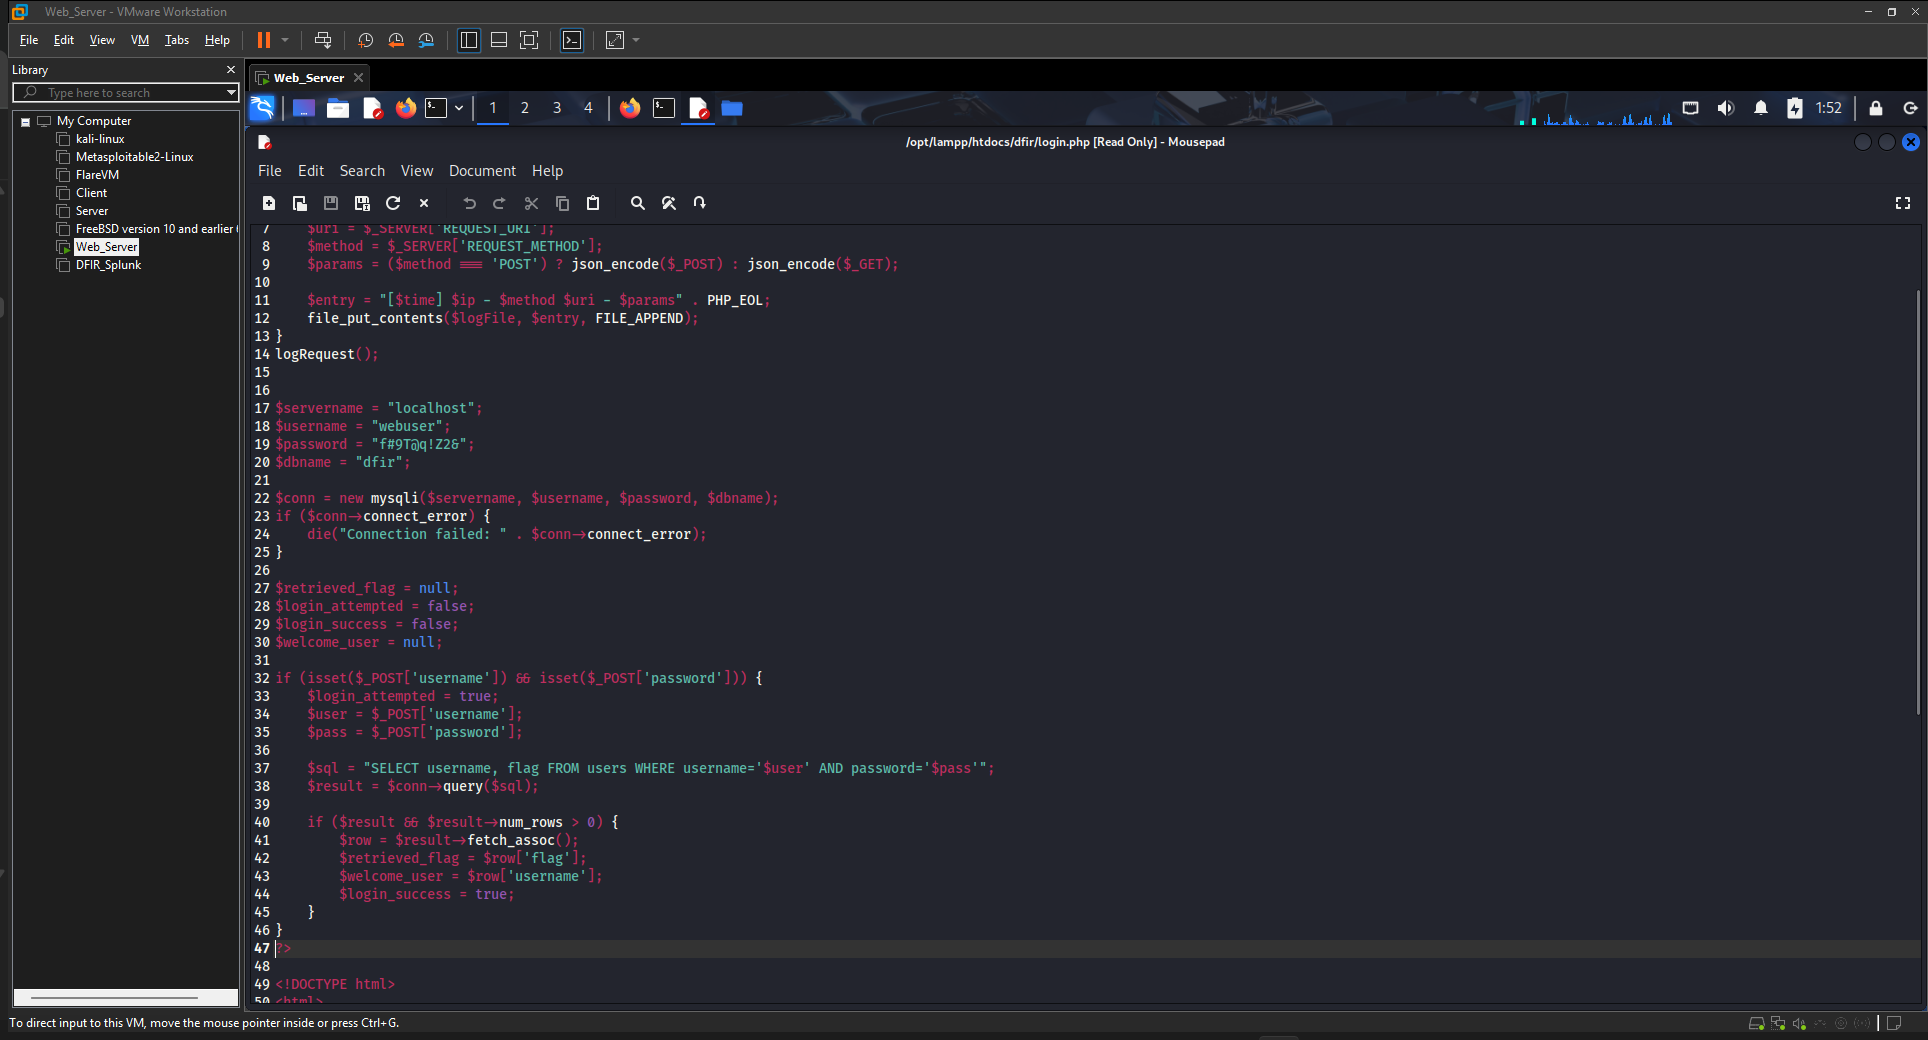 Web_Server - VMware Workstation
File Edit View VM Tabs Help
Library
Type here to search
My Computer
kali-linux
Metasploitable2-Linux
FlareVM
Client
Server
FreeBSD version 10 and earlier
Web_Server
DFIR_Splunk
Web_Server
1 2 3 4
1:52
/opt/lampp/htdocs/dfir/login.php [Read Only] - Mousepad
File Edit Search View Document Help
7 $uri = $_SERVER['REQUEST_URI'];
8 $method = $_SERVER['REQUEST_METHOD'];
9 $params = ($method === 'POST') ? json_encode($_POST) : json_encode($_GET);
10
11 $entry = "[$time] $ip - $method $uri - $params" . PHP_EOL;
12 file_put_contents($logFile, $entry, FILE_APPEND);
13 }
14 logRequest();
15
16
17 $servername = "localhost";
18 $username = "webuser";
19 $password = "f#9T@q!Z2&";
20 $dbname = "dfir";
21
22 $conn = new mysqli($servername, $username, $password, $dbname);
23 if ($conn->connect_error) {
24 die("Connection failed: " . $conn->connect_error);
25 }
26
27 $retrieved_flag = null;
28 $login_attempted = false;
29 $login_success = false;
30 $welcome_user = null;
31
32 if (isset($_POST['username']) && isset($_POST['password'])) {
33 $login_attempted = true;
34 $user = $_POST['username'];
35 $pass = $_POST['password'];
36
37 $sql = "SELECT username, flag FROM users WHERE username='$user' AND password='$pass'";
38 $result = $conn->query($sql);
39
40 if ($result && $result->num_rows > 0) {
41 $row = $result->fetch_assoc();
42 $retrieved_flag = $row['flag'];
43 $welcome_user = $row['username'];
44 $login_success = true;
45 }
46 }
47 ?>
48
49 <!DOCTYPE html>
50 <html>
To direct input to this VM, move the mouse pointer inside or press Ctrl+G.